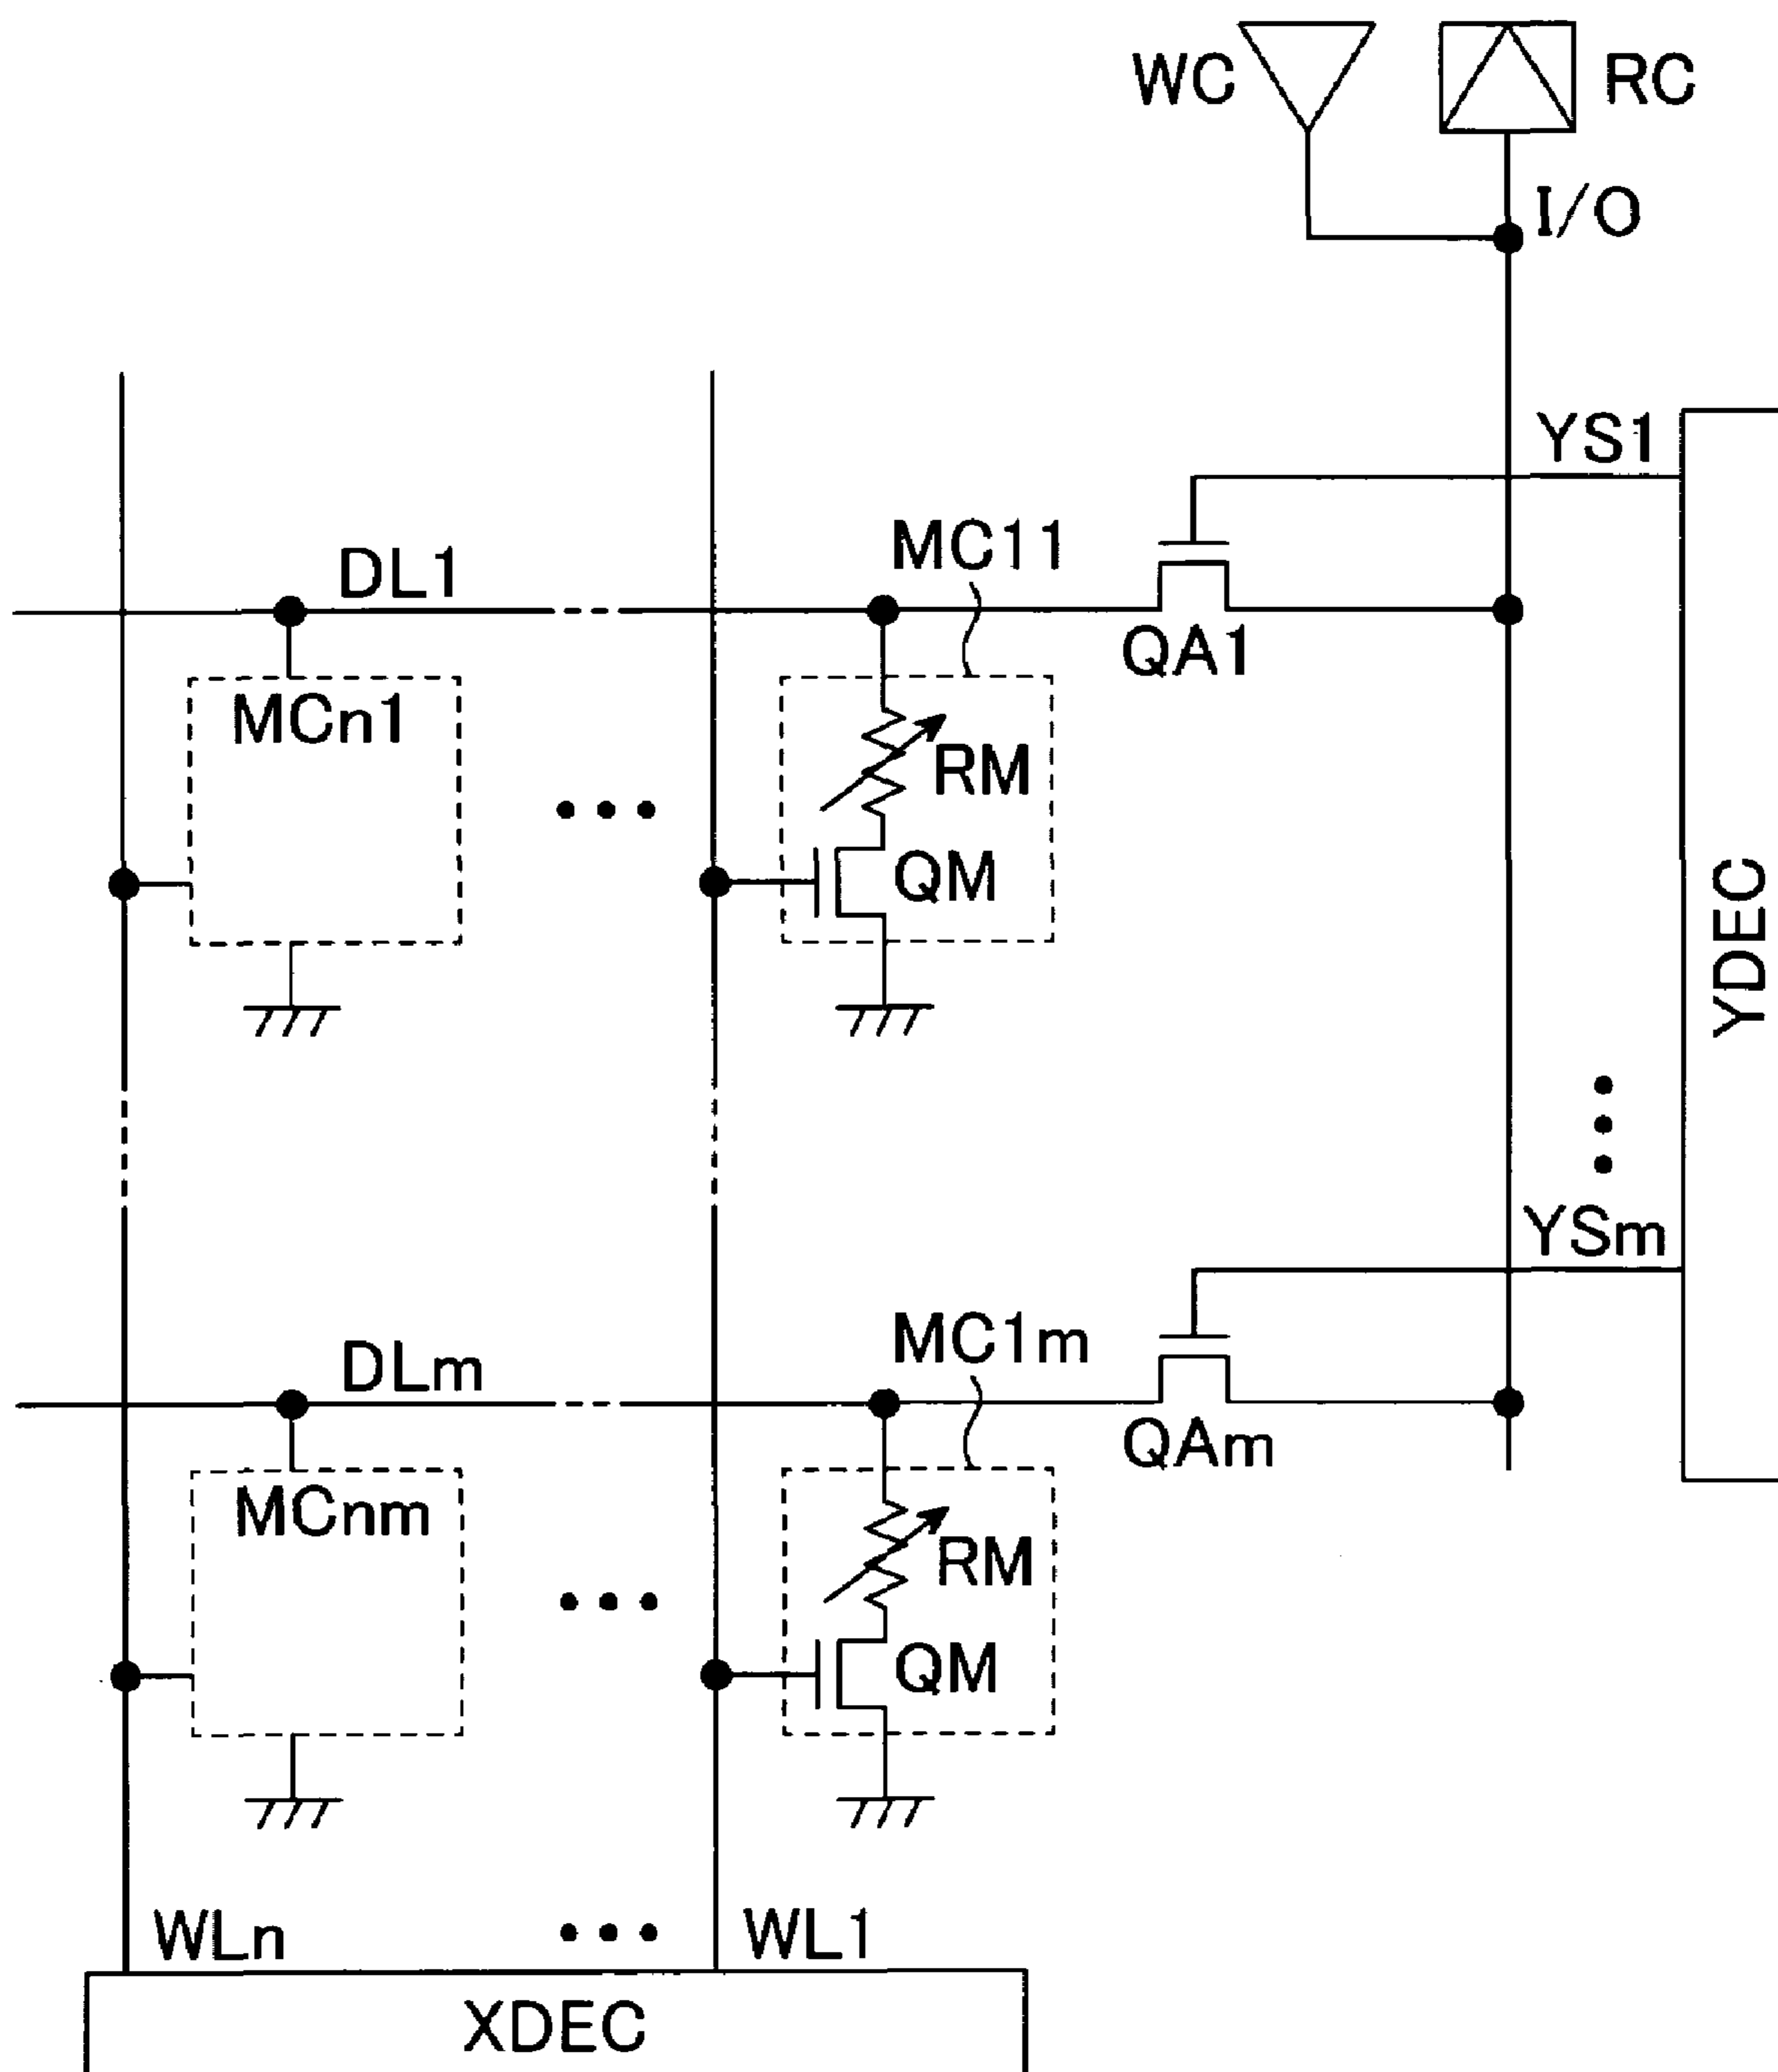 WC
RC
I/O
YS1
MC11
DL1
QA1
MCn1
RM
QM
YDEC
YSm
MC1m
DLm
QAm
MCnm
RM
QM
WLn
WL1
XDEC